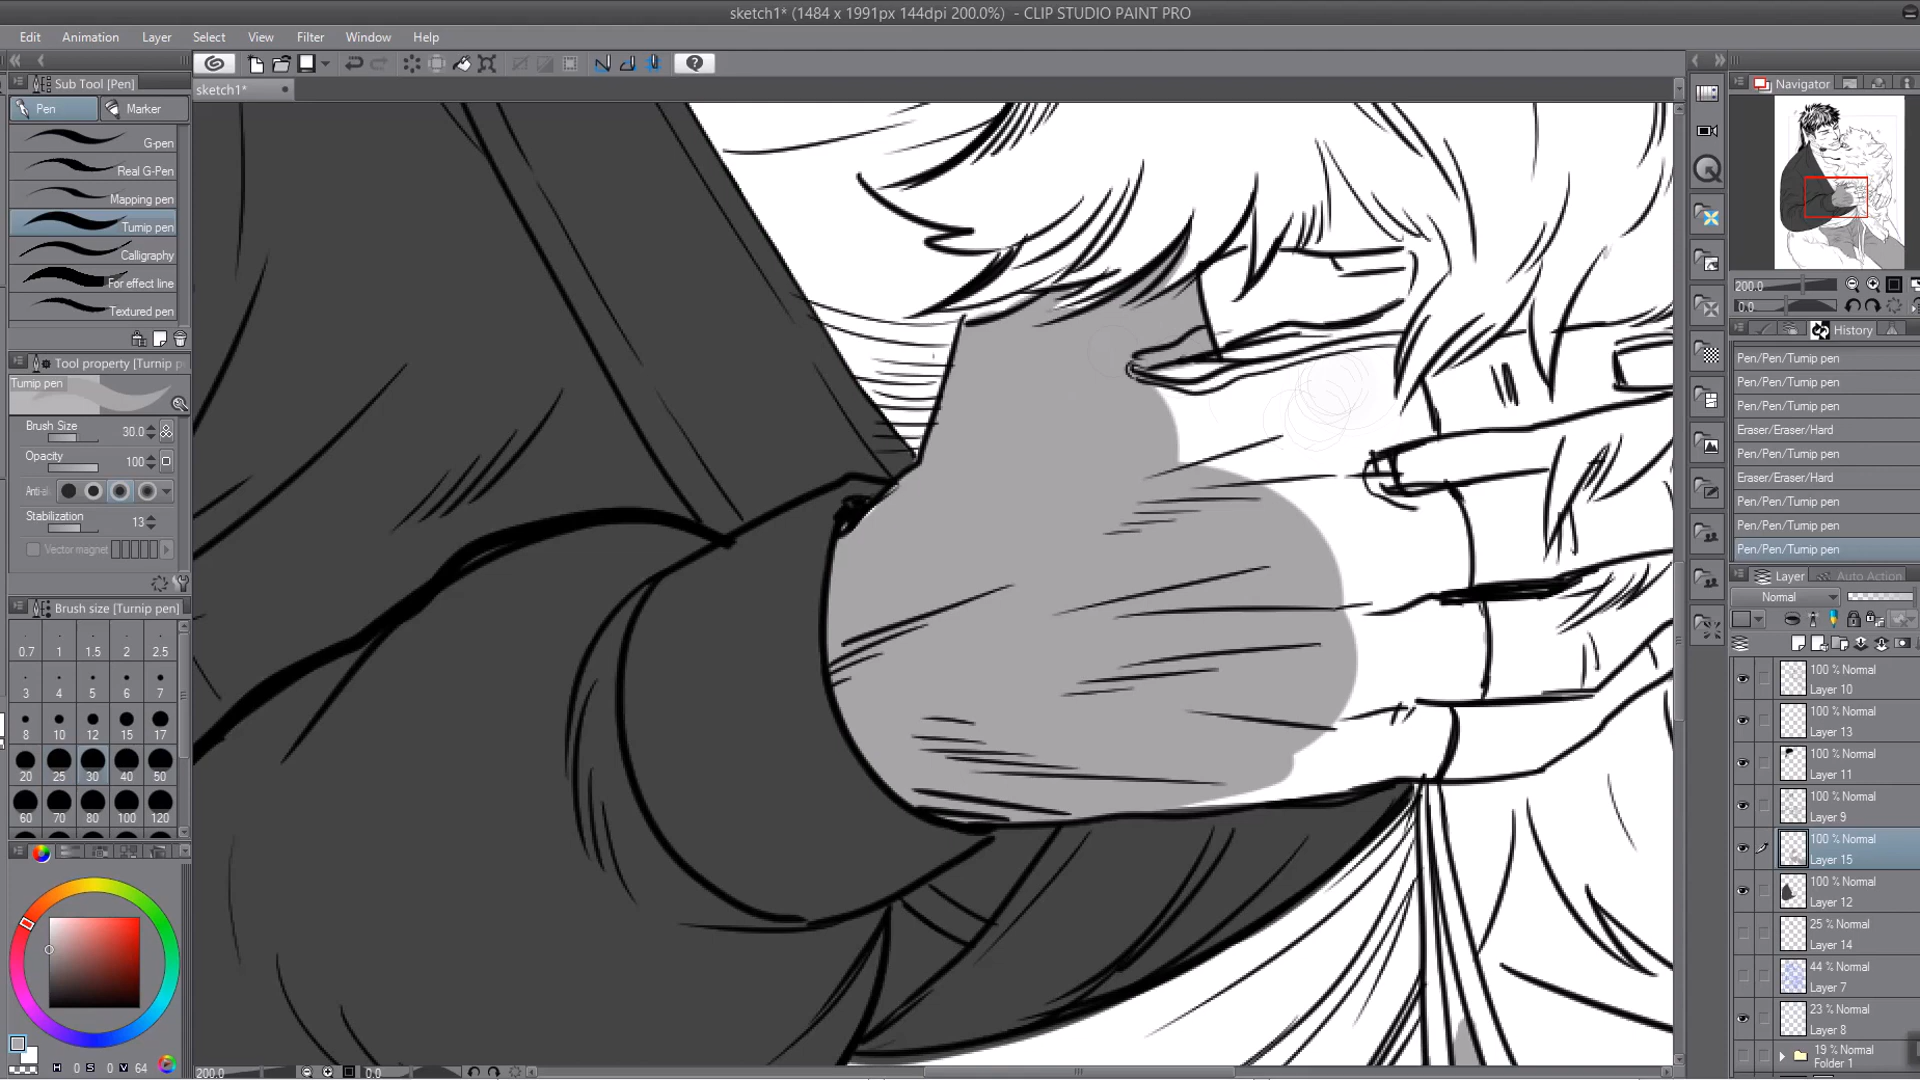 sketch1* (1484 x 1991px 144dpi 200.0%)  - CLIP STUDIO PAINT PRO
Edit Animation Layer Select View Filter Window Help
Sub Tool [Pen]
Pen Marker
G-pen
Real G-Pen
Mapping pen
Turnip pen
Calligraphy
For effect line
Textured pen
Tool property [Turnip p
Turnip pen
Brush Size 30.0
Opacity 100
Anti-al
Stabilization 13
Vector magnet
Brush size [Turnip pen]
0.7 1 1.5 2 2.5
3 4 5 6 7
8 10 12 15 17
20 25 30 40 50
60 70 80 100 120
H 0 S 0 V 64
sketch1*
200.0 0.0
Navigator
200.0
0.0
History
Pen/Pen/Turnip pen
Pen/Pen/Turnip pen
Pen/Pen/Turnip pen
Eraser/Eraser/Hard
Pen/Pen/Turnip pen
Eraser/Eraser/Hard
Pen/Pen/Turnip pen
Pen/Pen/Turnip pen
Pen/Pen/Turnip pen
Layer Auto Action
Normal
100 % Normal
Layer 10
100 % Normal
Layer 13
100 % Normal
Layer 11
100 % Normal
Layer 9
100 % Normal
Layer 15
100 % Normal
Layer 12
25 % Normal
Layer 14
44 % Normal
Layer 7
23 % Normal
Layer 8
19 % Normal
Folder 1